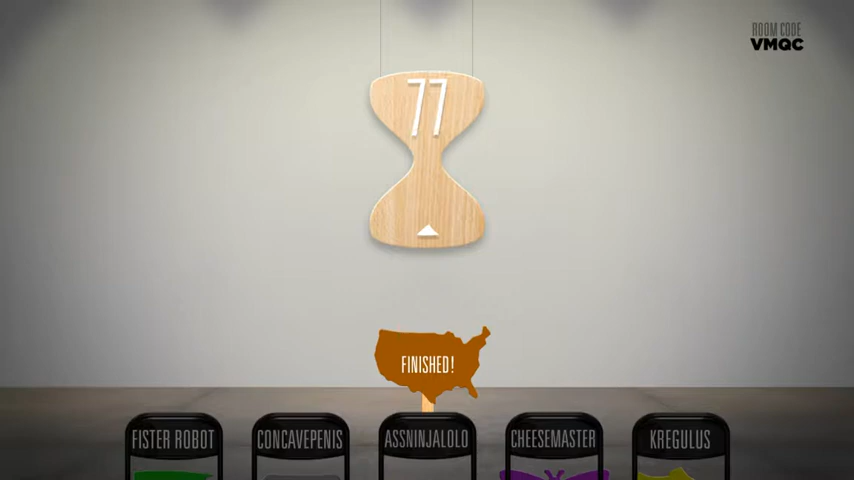 ROOM CODE
VMQC
77
FINISHED!
FISTER ROBOT
CONCAVEPENIS
ASSNINJALOLO
CHEESEMASTER
KREGULUS